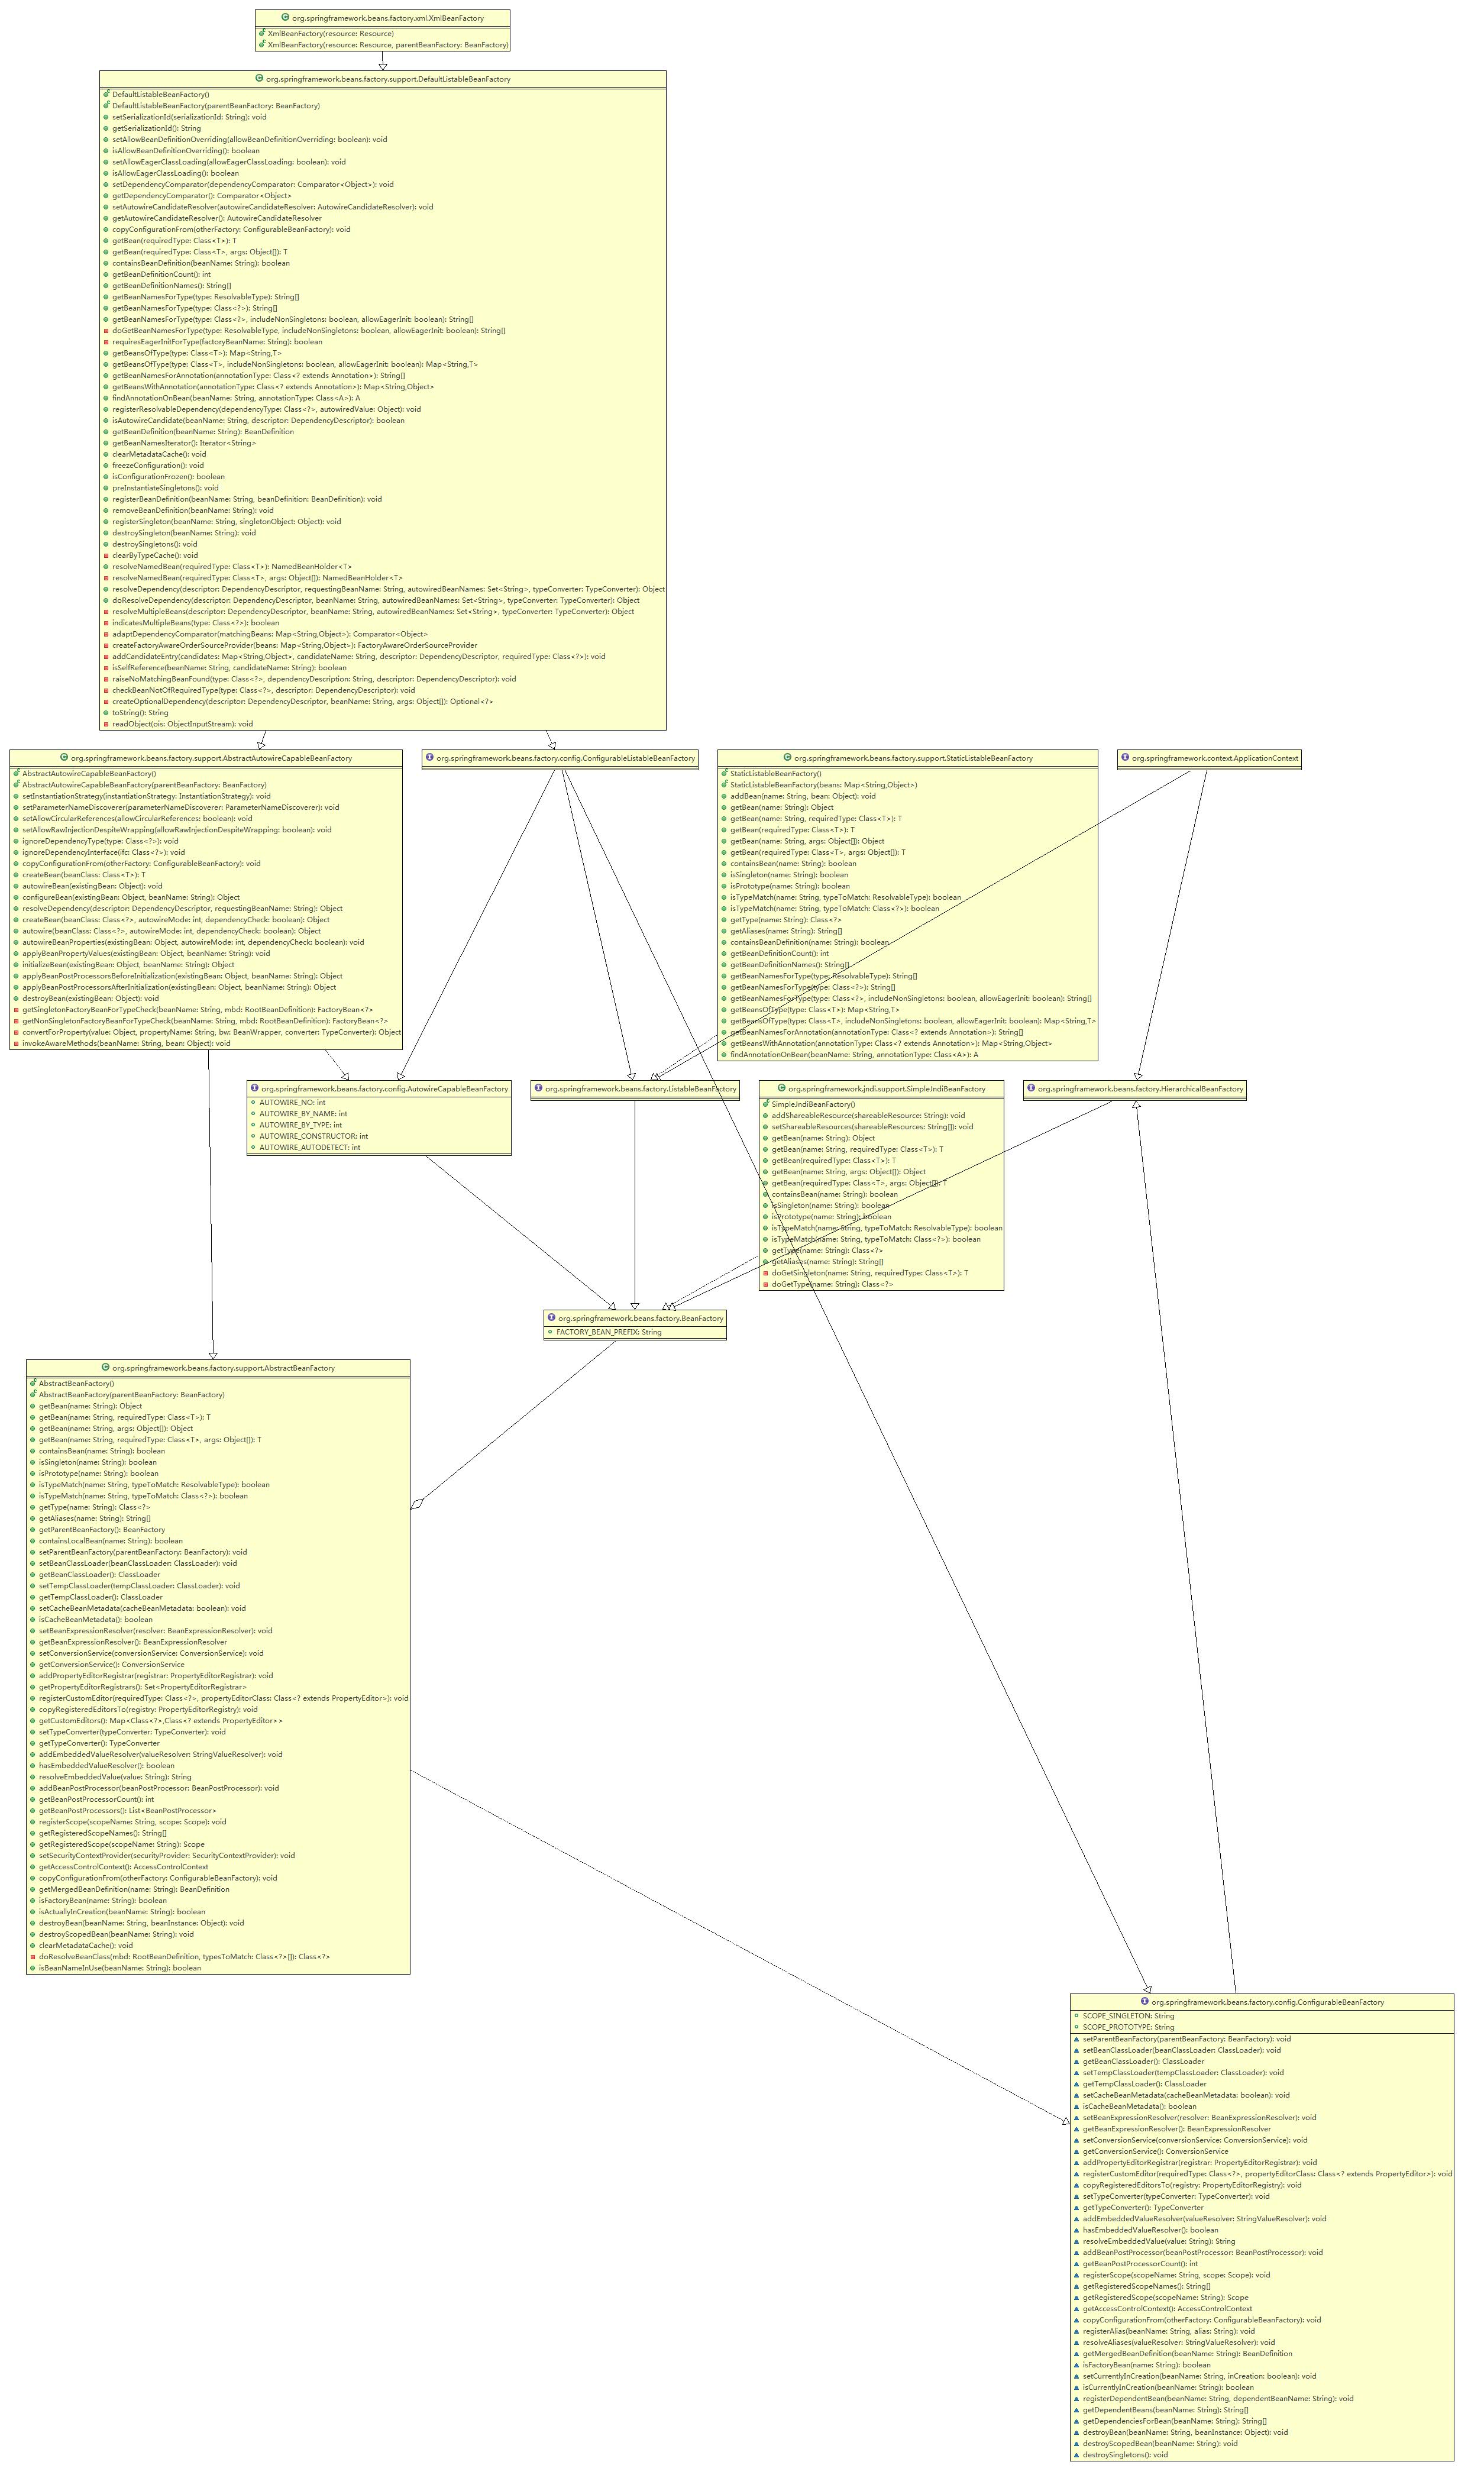 org.springframework.beans.factory.xml.XmlBeanFactory
XmlBeanFactory(resource: Resource)
XmlBeanFactory(resource: Resource, parentBeanFactory: BeanFactory)
org.springframework.beans.factory.support.DefaultListableBeanFactory
DefaultListableBeanFactory()
DefaultListableBeanFactory(parentBeanFactory: BeanFactory)
setSerializationId(serializationId: String): void
getSerializationId(): String
setAllowBeanDefinitionOverriding(allowBeanDefinitionOverriding: boolean): void
isAllowBeanDefinitionOverriding(): boolean
setAllowEagerClassLoading(allowEagerClassLoading: boolean): void
isAllowEagerClassLoading(): boolean
setDependencyComparator(dependencyComparator: Comparator<Object>): void
getDependencyComparator(): Comparator<Object>
setAutowireCandidateResolver(autowireCandidateResolver: AutowireCandidateResolver): void
getAutowireCandidateResolver(): AutowireCandidateResolver
copyConfigurationFrom(otherFactory: ConfigurableBeanFactory): void
getBean(requiredType: Class<T>): T
getBean(requiredType: Class<T>, args: Object[]): T
containsBeanDefinition(beanName: String): boolean
getBeanDefinitionCount(): int
getBeanDefinitionNames(): String[]
getBeanNamesForType(type: ResolvableType): String[]
getBeanNamesForType(type: Class<?>): String[]
getBeanNamesForType(type: Class<?>, includeNonSingletons: boolean, allowEagerInit: boolean): String[]
doGetBeanNamesForType(type: ResolvableType, includeNonSingletons: boolean, allowEagerInit: boolean): String[]
requiresEagerInitForType(factoryBeanName: String): boolean
getBeansOfType(type: Class<T>): Map<String,T>
getBeansOfType(type: Class<T>, includeNonSingletons: boolean, allowEagerInit: boolean): Map<String,T>
getBeanNamesForAnnotation(annotationType: Class<? extends Annotation>): String[]
getBeansWithAnnotation(annotationType: Class<? extends Annotation>): Map<String,Object>
findAnnotationOnBean(beanName: String, annotationType: Class<A>): A
registerResolvableDependency(dependencyType: Class<?>, autowiredValue: Object): void
isAutowireCandidate(beanName: String, descriptor: DependencyDescriptor): boolean
getBeanDefinition(beanName: String): BeanDefinition
getBeanNamesIterator(): Iterator<String>
clearMetadataCache(): void
freezeConfiguration(): void
isConfigurationFrozen(): boolean
preInstantiateSingletons(): void
registerBeanDefinition(beanName: String, beanDefinition: BeanDefinition): void
removeBeanDefinition(beanName: String): void
registerSingleton(beanName: String, singletonObject: Object): void
destroySingleton(beanName: String): void
destroySingletons(): void
clearByTypeCache(): void
resolveNamedBean(requiredType: Class<T>): NamedBeanHolder<T>
resolveNamedBean(requiredType: Class<T>, args: Object[]): NamedBeanHolder<T>
resolveDependency(descriptor: DependencyDescriptor, requestingBeanName: String, autowiredBeanNames: Set<String>, typeConverter: TypeConverter): Object
doResolveDependency(descriptor: DependencyDescriptor, beanName: String, autowiredBeanNames: Set<String>, typeConverter: TypeConverter): Object
resolveMultipleBeans(descriptor: DependencyDescriptor, beanName: String, autowiredBeanNames: Set<String>, typeConverter: TypeConverter): Object
indicatesMultipleBeans(type: Class<?>): boolean
adaptDependencyComparator(matchingBeans: Map<String,Object>): Comparator<Object>
createFactoryAwareOrderSourceProvider(beans: Map<String,Object>): FactoryAwareOrderSourceProvider
addCandidateEntry(candidates: Map<String,Object>, candidateName: String, descriptor: DependencyDescriptor, requiredType: Class<?>): void
isSelfReference(beanName: String, candidateName: String): boolean
raiseNoMatchingBeanFound(type: Class<?>, dependencyDescription: String, descriptor: DependencyDescriptor): void
checkBeanNotOfRequiredType(type: Class<?>, descriptor: DependencyDescriptor): void
createOptionalDependency(descriptor: DependencyDescriptor, beanName: String, args: Object[]): Optional<?>
toString(): String
readObject(ois: ObjectInputStream): void
org.springframework.beans.factory.support.AbstractAutowireCapableBeanFactory
AbstractAutowireCapableBeanFactory()
AbstractAutowireCapableBeanFactory(parentBeanFactory: BeanFactory)
setInstantiationStrategy(instantiationStrategy: InstantiationStrategy): void
setParameterNameDiscoverer(parameterNameDiscoverer: ParameterNameDiscoverer): void
setAllowCircularReferences(allowCircularReferences: boolean): void
setAllowRawInjectionDespiteWrapping(allowRawInjectionDespiteWrapping: boolean): void
ignoreDependencyType(type: Class<?>): void
ignoreDependencyInterface(ifc: Class<?>): void
copyConfigurationFrom(otherFactory: ConfigurableBeanFactory): void
createBean(beanClass: Class<T>): T
autowireBean(existingBean: Object): void
configureBean(existingBean: Object, beanName: String): Object
resolveDependency(descriptor: DependencyDescriptor, requestingBeanName: String): Object
createBean(beanClass: Class<?>, autowireMode: int, dependencyCheck: boolean): Object
autowire(beanClass: Class<?>, autowireMode: int, dependencyCheck: boolean): Object
autowireBeanProperties(existingBean: Object, autowireMode: int, dependencyCheck: boolean): void
applyBeanPropertyValues(existingBean: Object, beanName: String): void
initializeBean(existingBean: Object, beanName: String): Object
applyBeanPostProcessorsBeforeInitialization(existingBean: Object, beanName: String): Object
applyBeanPostProcessorsAfterInitialization(existingBean: Object, beanName: String): Object
destroyBean(existingBean: Object): void
getSingletonFactoryBeanForTypeCheck(beanName: String, mbd: RootBeanDefinition): FactoryBean<?>
getNonSingletonFactoryBeanForTypeCheck(beanName: String, mbd: RootBeanDefinition): FactoryBean<?>
convertForProperty(value: Object, propertyName: String, bw: BeanWrapper, converter: TypeConverter): Object
invokeAwareMethods(beanName: String, bean: Object): void
org.springframework.beans.factory.config.ConfigurableListableBeanFactory
org.springframework.beans.factory.support.StaticListableBeanFactory
StaticListableBeanFactory()
StaticListableBeanFactory(beans: Map<String,Object>)
addBean(name: String, bean: Object): void
getBean(name: String): Object
getBean(name: String, requiredType: Class<T>): T
getBean(requiredType: Class<T>): T
getBean(name: String, args: Object[]): Object
getBean(requiredType: Class<T>, args: Object[]): T
containsBean(name: String): boolean
isSingleton(name: String): boolean
isPrototype(name: String): boolean
isTypeMatch(name: String, typeToMatch: ResolvableType): boolean
isTypeMatch(name: String, typeToMatch: Class<?>): boolean
getType(name: String): Class<?>
getAliases(name: String): String[]
containsBeanDefinition(name: String): boolean
getBeanDefinitionCount(): int
getBeanDefinitionNames(): String[]
getBeanNamesForType(type: ResolvableType): String[]
getBeanNamesForType(type: Class<?>): String[]
getBeanNamesForType(type: Class<?>, includeNonSingletons: boolean, allowEagerInit: boolean): String[]
getBeansOfType(type: Class<T>): Map<String,T>
getBeansOfType(type: Class<T>, includeNonSingletons: boolean, allowEagerInit: boolean): Map<String,T>
getBeanNamesForAnnotation(annotationType: Class<? extends Annotation>): String[]
getBeansWithAnnotation(annotationType: Class<? extends Annotation>): Map<String,Object>
findAnnotationOnBean(beanName: String, annotationType: Class<A>): A
org.springframework.context.ApplicationContext
org.springframework.beans.factory.config.AutowireCapableBeanFactory
AUTOWIRE_NO: int
AUTOWIRE_BY_NAME: int
AUTOWIRE_BY_TYPE: int
AUTOWIRE_CONSTRUCTOR: int
AUTOWIRE_AUTODETECT: int
org.springframework.beans.factory.ListableBeanFactory
org.springframework.jndi.support.SimpleJndiBeanFactory
SimpleJndiBeanFactory()
addShareableResource(shareableResource: String): void
setShareableResources(shareableResources: String[]): void
getBean(name: String): Object
getBean(name: String, requiredType: Class<T>): T
getBean(requiredType: Class<T>): T
getBean(name: String, args: Object[]): Object
getBean(requiredType: Class<T>, args: Object[]): T
containsBean(name: String): boolean
isSingleton(name: String): boolean
isPrototype(name: String): boolean
isTypeMatch(name: String, typeToMatch: ResolvableType): boolean
isTypeMatch(name: String, typeToMatch: Class<?>): boolean
getType(name: String): Class<?>
getAliases(name: String): String[]
doGetSingleton(name: String, requiredType: Class<T>): T
doGetType(name: String): Class<?>
org.springframework.beans.factory.HierarchicalBeanFactory
org.springframework.beans.factory.BeanFactory
FACTORY_BEAN_PREFIX: String
org.springframework.beans.factory.support.AbstractBeanFactory
AbstractBeanFactory()
AbstractBeanFactory(parentBeanFactory: BeanFactory)
getBean(name: String): Object
getBean(name: String, requiredType: Class<T>): T
getBean(name: String, args: Object[]): Object
getBean(name: String, requiredType: Class<T>, args: Object[]): T
containsBean(name: String): boolean
isSingleton(name: String): boolean
isPrototype(name: String): boolean
isTypeMatch(name: String, typeToMatch: ResolvableType): boolean
isTypeMatch(name: String, typeToMatch: Class<?>): boolean
getType(name: String): Class<?>
getAliases(name: String): String[]
getParentBeanFactory(): BeanFactory
containsLocalBean(name: String): boolean
setParentBeanFactory(parentBeanFactory: BeanFactory): void
setBeanClassLoader(beanClassLoader: ClassLoader): void
getBeanClassLoader(): ClassLoader
setTempClassLoader(tempClassLoader: ClassLoader): void
getTempClassLoader(): ClassLoader
setCacheBeanMetadata(cacheBeanMetadata: boolean): void
isCacheBeanMetadata(): boolean
setBeanExpressionResolver(resolver: BeanExpressionResolver): void
getBeanExpressionResolver(): BeanExpressionResolver
setConversionService(conversionService: ConversionService): void
getConversionService(): ConversionService
addPropertyEditorRegistrar(registrar: PropertyEditorRegistrar): void
getPropertyEditorRegistrars(): Set<PropertyEditorRegistrar>
registerCustomEditor(requiredType: Class<?>, propertyEditorClass: Class<? extends PropertyEditor>): void
copyRegisteredEditorsTo(registry: PropertyEditorRegistry): void
getCustomEditors(): Map<Class<?>,Class<? extends PropertyEditor>>
setTypeConverter(typeConverter: TypeConverter): void
getTypeConverter(): TypeConverter
addEmbeddedValueResolver(valueResolver: StringValueResolver): void
hasEmbeddedValueResolver(): boolean
resolveEmbeddedValue(value: String): String
addBeanPostProcessor(beanPostProcessor: BeanPostProcessor): void
getBeanPostProcessorCount(): int
getBeanPostProcessors(): List<BeanPostProcessor>
registerScope(scopeName: String, scope: Scope): void
getRegisteredScopeNames(): String[]
getRegisteredScope(scopeName: String): Scope
setSecurityContextProvider(securityProvider: SecurityContextProvider): void
getAccessControlContext(): AccessControlContext
copyConfigurationFrom(otherFactory: ConfigurableBeanFactory): void
getMergedBeanDefinition(name: String): BeanDefinition
isFactoryBean(name: String): boolean
isActuallyInCreation(beanName: String): boolean
destroyBean(beanName: String, beanInstance: Object): void
destroyScopedBean(beanName: String): void
clearMetadataCache(): void
doResolveBeanClass(mbd: RootBeanDefinition, typesToMatch: Class<?>[]): Class<?>
isBeanNameInUse(beanName: String): boolean
org.springframework.beans.factory.config.ConfigurableBeanFactory
SCOPE_SINGLETON: String
SCOPE_PROTOTYPE: String
setParentBeanFactory(parentBeanFactory: BeanFactory): void
setBeanClassLoader(beanClassLoader: ClassLoader): void
getBeanClassLoader(): ClassLoader
setTempClassLoader(tempClassLoader: ClassLoader): void
getTempClassLoader(): ClassLoader
setCacheBeanMetadata(cacheBeanMetadata: boolean): void
isCacheBeanMetadata(): boolean
setBeanExpressionResolver(resolver: BeanExpressionResolver): void
getBeanExpressionResolver(): BeanExpressionResolver
setConversionService(conversionService: ConversionService): void
getConversionService(): ConversionService
addPropertyEditorRegistrar(registrar: PropertyEditorRegistrar): void
registerCustomEditor(requiredType: Class<?>, propertyEditorClass: Class<? extends PropertyEditor>): void
copyRegisteredEditorsTo(registry: PropertyEditorRegistry): void
setTypeConverter(typeConverter: TypeConverter): void
getTypeConverter(): TypeConverter
addEmbeddedValueResolver(valueResolver: StringValueResolver): void
hasEmbeddedValueResolver(): boolean
resolveEmbeddedValue(value: String): String
addBeanPostProcessor(beanPostProcessor: BeanPostProcessor): void
getBeanPostProcessorCount(): int
registerScope(scopeName: String, scope: Scope): void
getRegisteredScopeNames(): String[]
getRegisteredScope(scopeName: String): Scope
getAccessControlContext(): AccessControlContext
copyConfigurationFrom(otherFactory: ConfigurableBeanFactory): void
registerAlias(beanName: String, alias: String): void
resolveAliases(valueResolver: StringValueResolver): void
getMergedBeanDefinition(beanName: String): BeanDefinition
isFactoryBean(name: String): boolean
setCurrentlyInCreation(beanName: String, inCreation: boolean): void
isCurrentlyInCreation(beanName: String): boolean
registerDependentBean(beanName: String, dependentBeanName: String): void
getDependentBeans(beanName: String): String[]
getDependenciesForBean(beanName: String): String[]
destroyBean(beanName: String, beanInstance: Object): void
destroyScopedBean(beanName: String): void
destroySingletons(): void